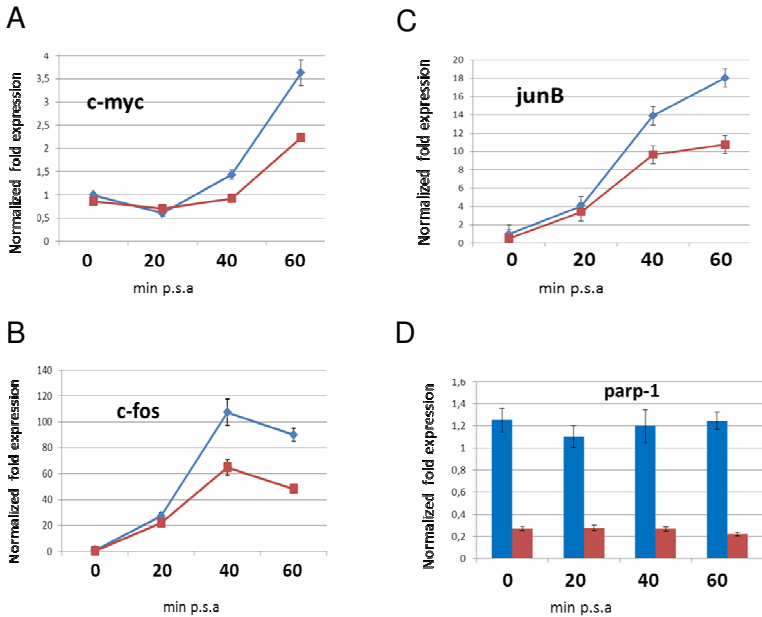 A
Normalized fold expression
4
3,5
3
2,5
2
1,5
1
0,5
0
c-myc
0 20 40 60
min p.s.a
B
Normalized fold expression
140
120
100
80
60
40
20
0
c-fos
0 20 40 60
min p.s.a
C
Normalized fold expression
20
18
16
14
12
10
8
6
4
2
0
junB
0 20 40 60
min p.s.a
D
Normalized fold expression
1,6
1,4
1,2
1
0,8
0,6
0,4
0,2
0
parp-1
0 20 40 60
min p.s.a